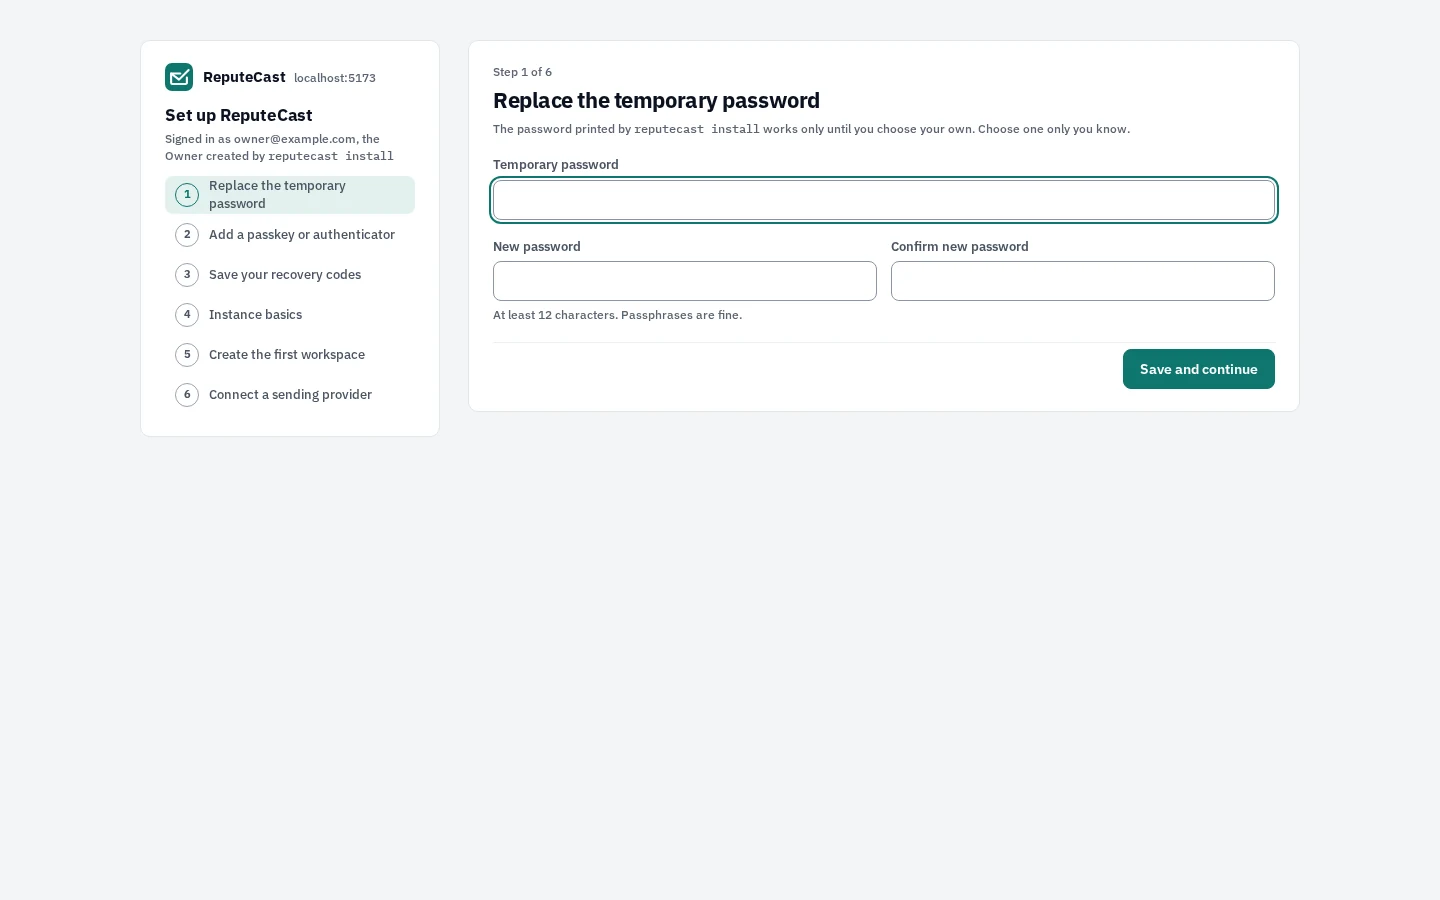 ReputeCast localhost:5173
Set up ReputeCast
Signed in as owner@example.com, the
Owner created by reputecast install
1 Replace the temporary
password
2 Add a passkey or authenticator
3 Save your recovery codes
4 Instance basics
5 Create the first workspace
6 Connect a sending provider
Step 1 of 6
Replace the temporary password
The password printed by reputecast install works only until you choose your own. Choose one only you know.
Temporary password
New password
Confirm new password
At least 12 characters. Passphrases are fine.
Save and continue